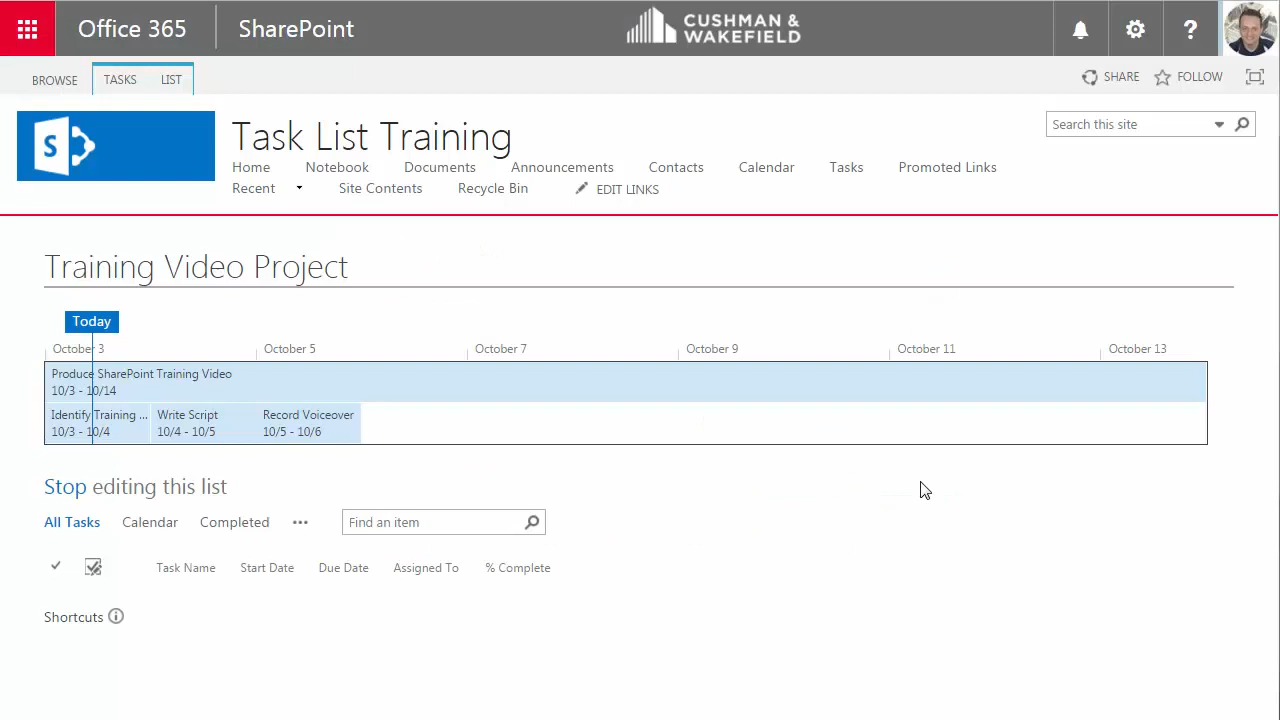 Office 365
SharePoint
CUSHMAN &
WAKEFIELD
?
BROWSE
TASKS
LIST
SHARE
FOLLOW
S
Task List Training
Search this site
Home
Notebook
Documents
Announcements
Contacts
Calendar
Tasks
Promoted Links
Recent
Site Contents
Recycle Bin
EDIT LINKS
Training Video Project
Today
October 3
October 5
October 7
October 9
October 11
October 13
Produce SharePoint Training Video
10/3 - 10/14
Identify Training ...
10/3 - 10/4
Write Script
10/4 - 10/5
Record Voiceover
10/5 - 10/6
Stop editing this list
All Tasks
Calendar
Completed
...
Find an item
Task Name
Start Date
Due Date
Assigned To
% Complete
Shortcuts